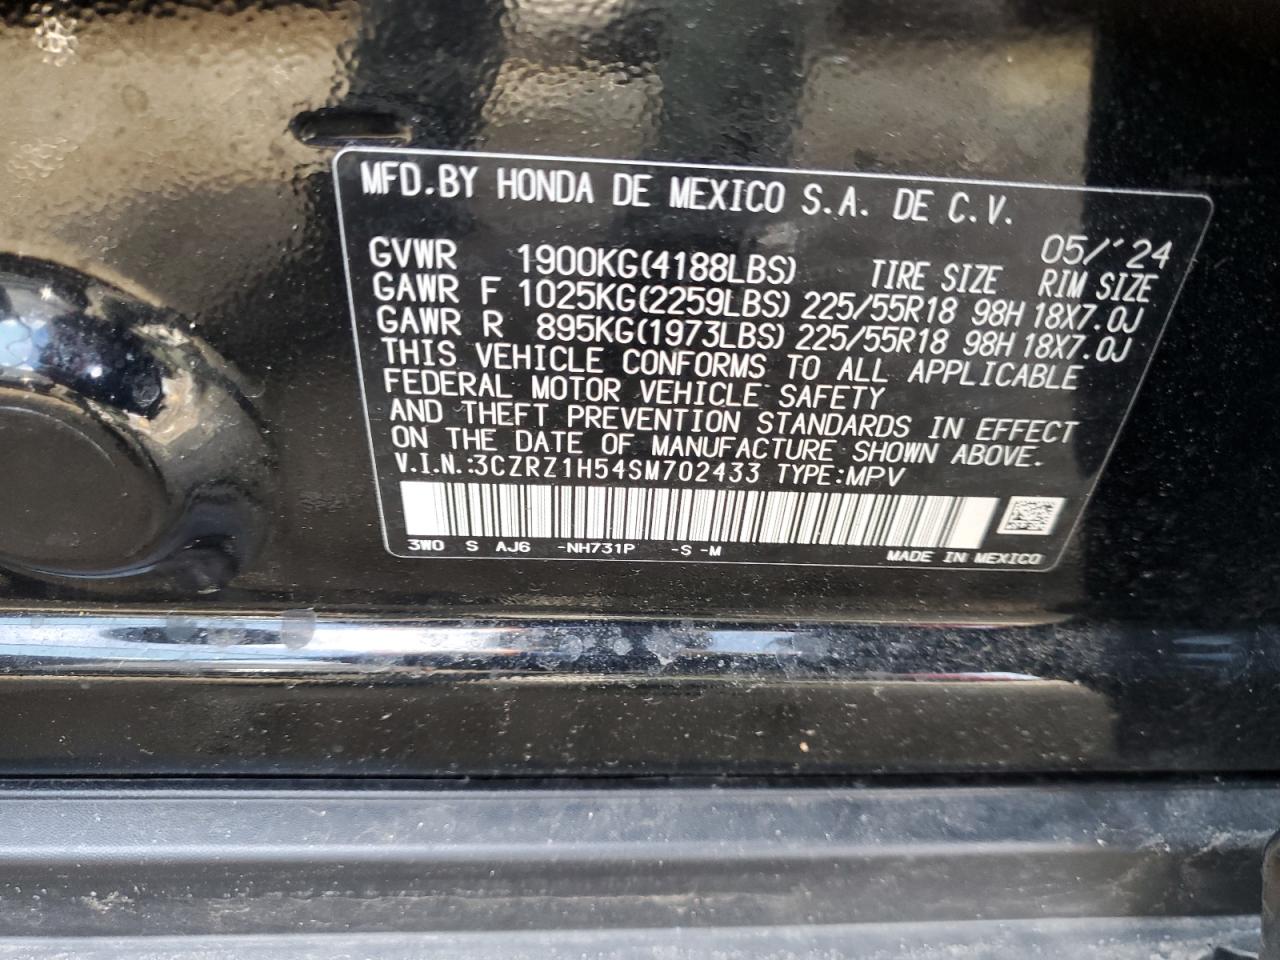 MFD.BY HONDA DE MEXICO S.A. DE C.V.
05/'24
GVWR 1900KG(4188LBS) TIRE SIZE RIM SIZE
GAWR F 1025KG(2259LBS) 225/55R18 98H 18X7.0J
GAWR R 895KG(1973LBS) 225/55R18 98H 18X7.0J
THIS VEHICLE CONFORMS TO ALL APPLICABLE
FEDERAL MOTOR VEHICLE SAFETY
AND THEFT PREVENTION STANDARDS IN EFFECT
ON THE DATE OF MANUFACTURE SHOWN ABOVE.
V.I.N.:3CZRZ1H54SM702433 TYPE:MPV
3W0 S AJ6 -NH731P -S -M MADE IN MEXICO